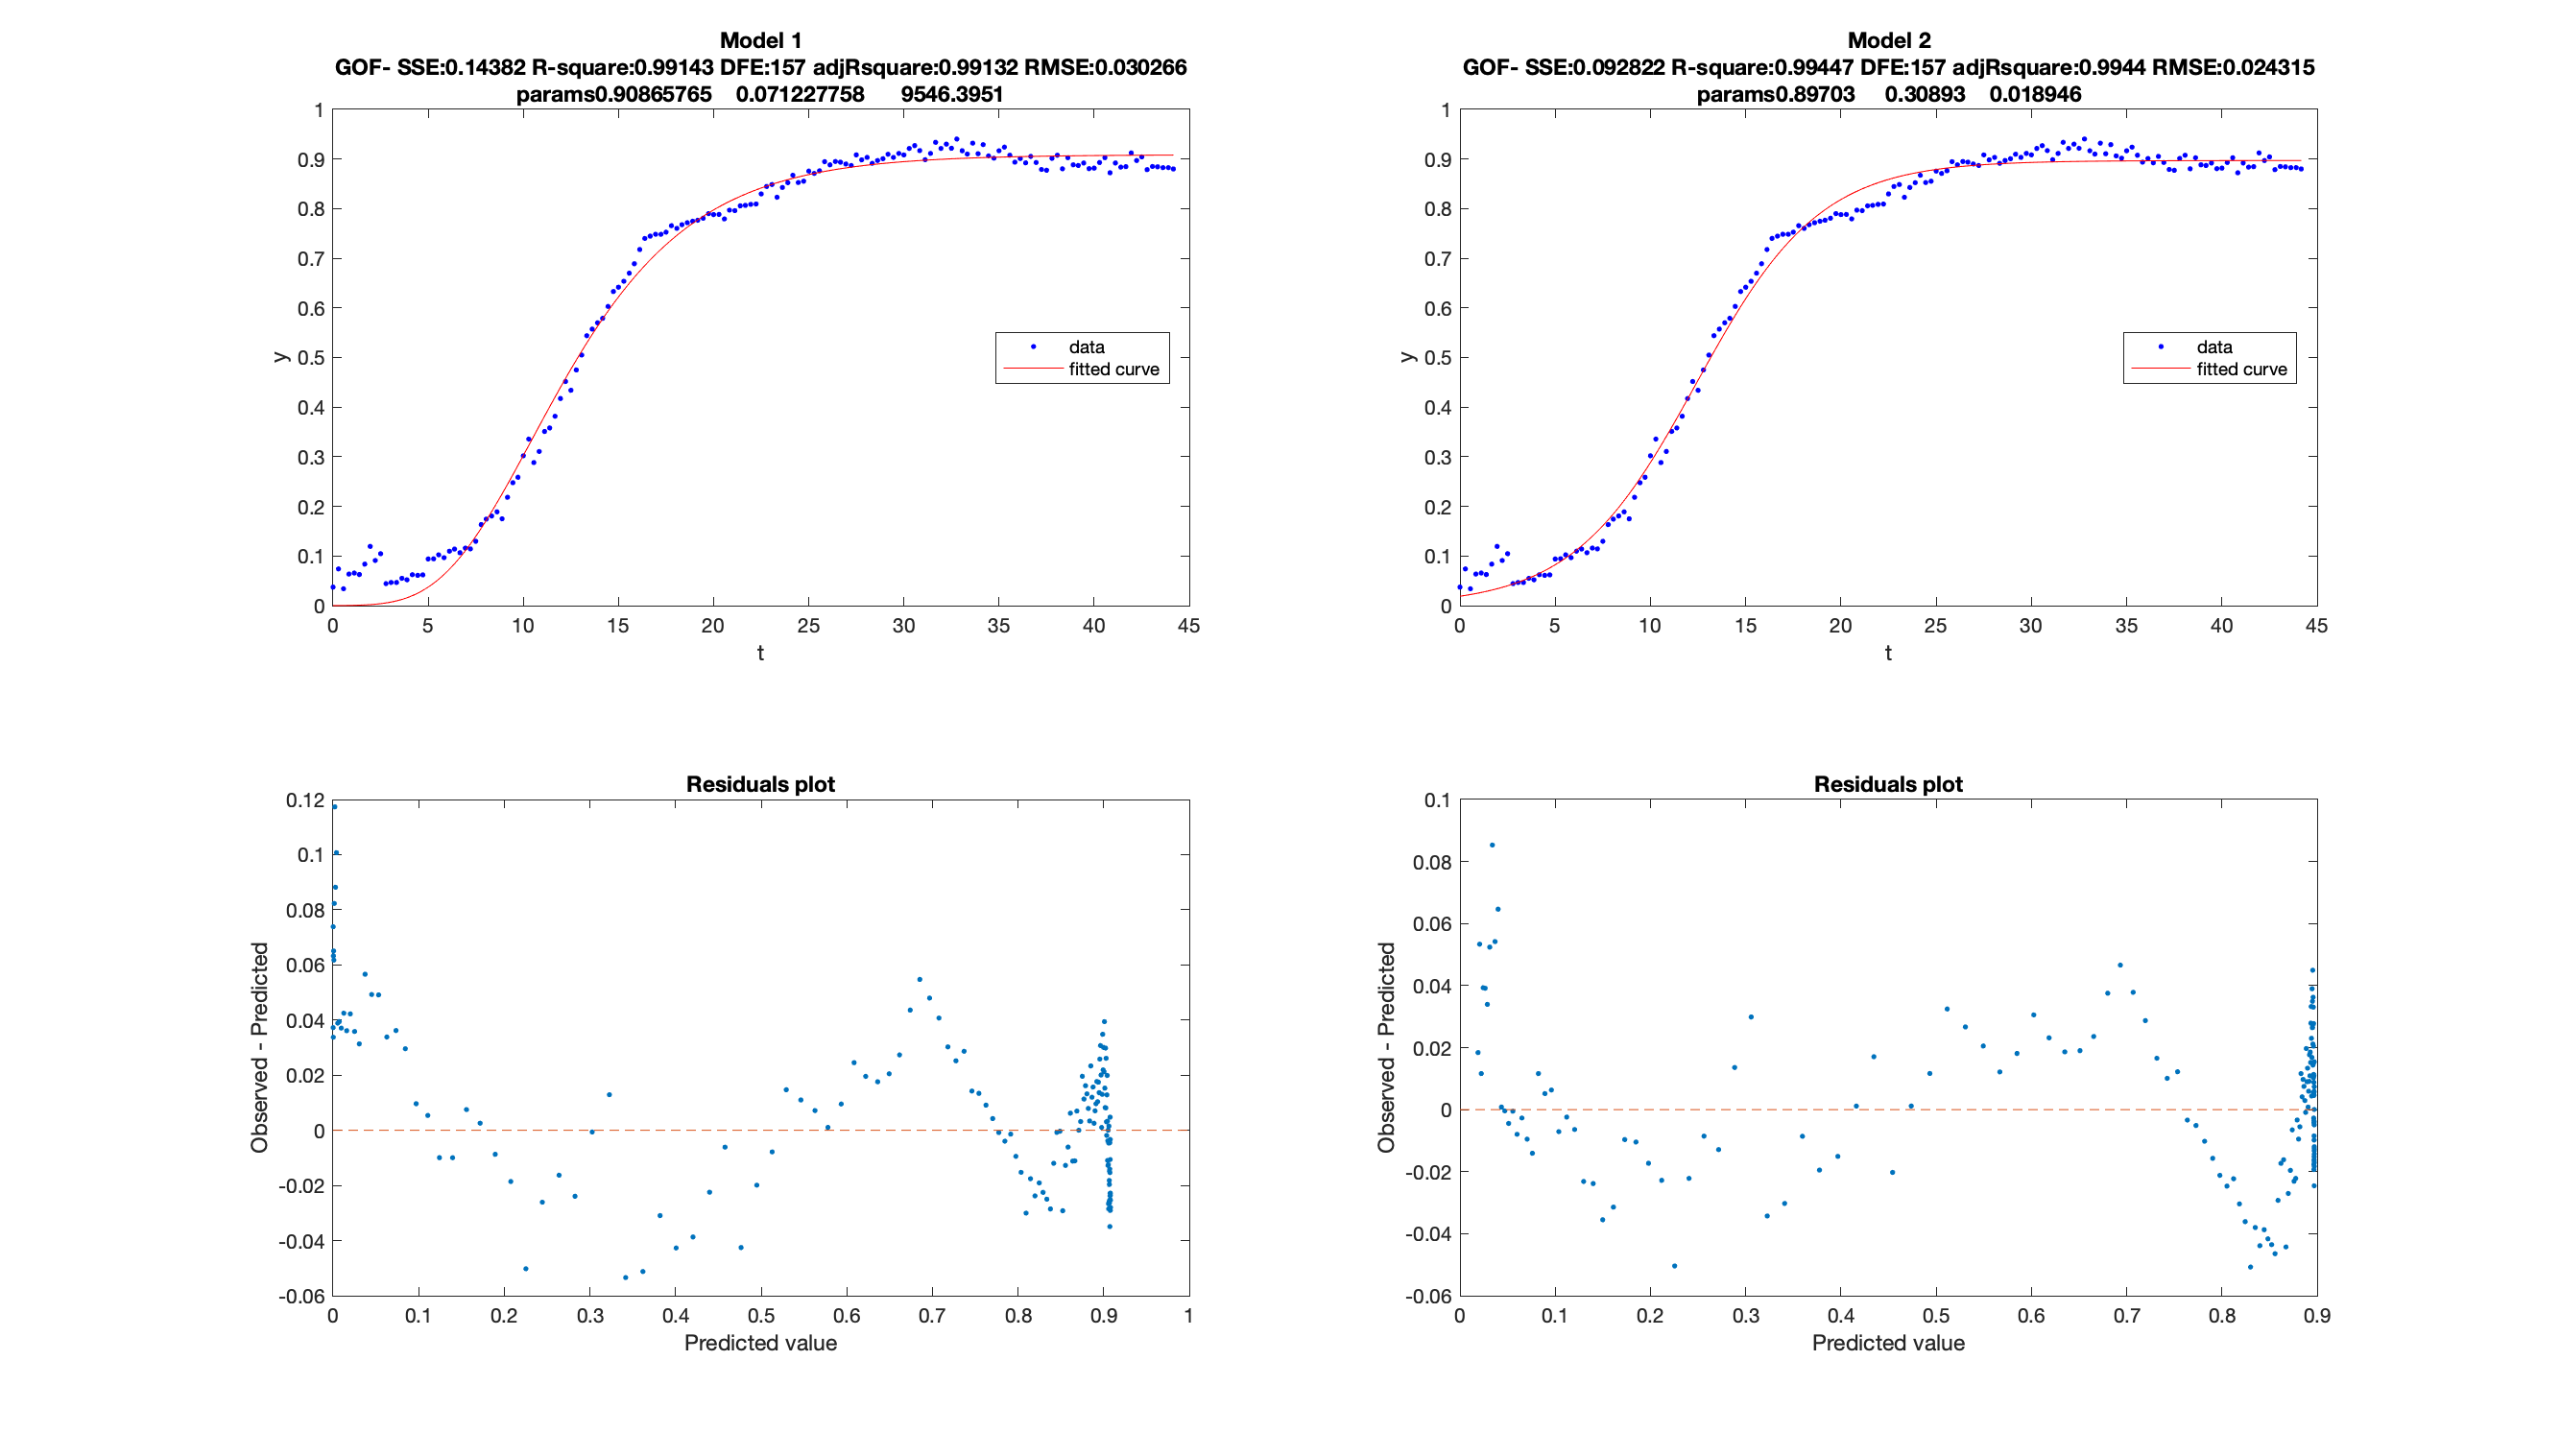 Model 1
GOF- SSE:0.14382 R-square:0.99143 DFE:157 adjRsquare:0.99132 RMSE:0.030266
params0.90865765 0.071227758 9546.3951
1
0.9
0.8
0.7
0.6
0.5
0.4
0.3
0.2
0.1
0
y
data
fitted curve
0 5 10 15 20 25 30 35 40 45
t
Model 2
GOF- SSE:0.092822 R-square:0.99447 DFE:157 adjRsquare:0.9944 RMSE:0.024315
params0.89703 0.30893 0.018946
1
0.9
0.8
0.7
0.6
0.5
0.4
0.3
0.2
0.1
0
y
data
fitted curve
0 5 10 15 20 25 30 35 40 45
t
Residuals plot
0.12
0.1
0.08
0.06
0.04
0.02
0
-0.02
-0.04
-0.06
Observed - Predicted
0 0.1 0.2 0.3 0.4 0.5 0.6 0.7 0.8 0.9 1
Predicted value
Residuals plot
0.1
0.08
0.06
0.04
0.02
0
-0.02
-0.04
-0.06
Observed - Predicted
0 0.1 0.2 0.3 0.4 0.5 0.6 0.7 0.8 0.9
Predicted value